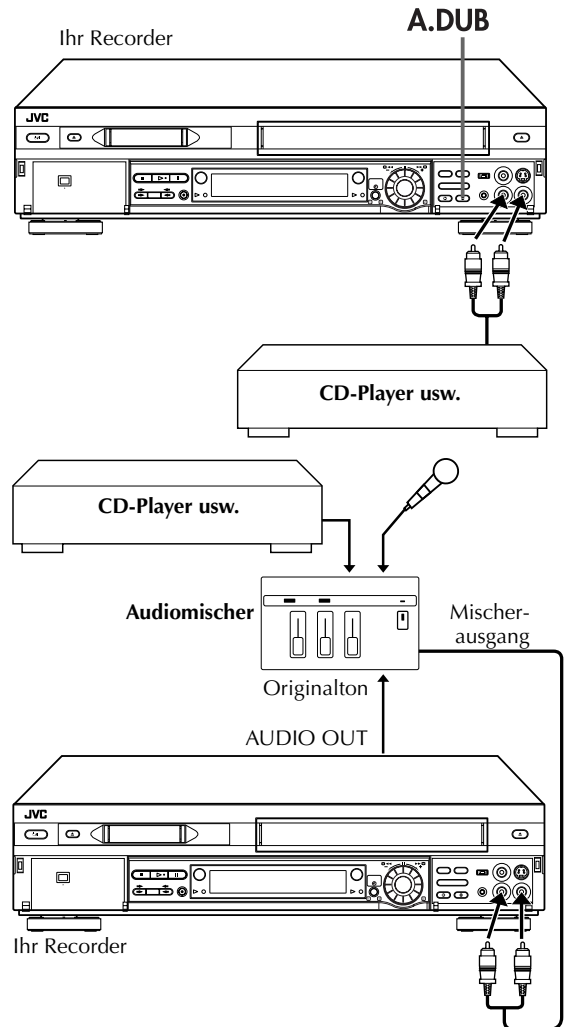 A.DUB
Ihr Recorder
JVC
CD-Player usw.
CD-Player usw.
Audiomischer
Mischer-
ausgang
Originalton
AUDIO OUT
JVC
Ihr Recorder